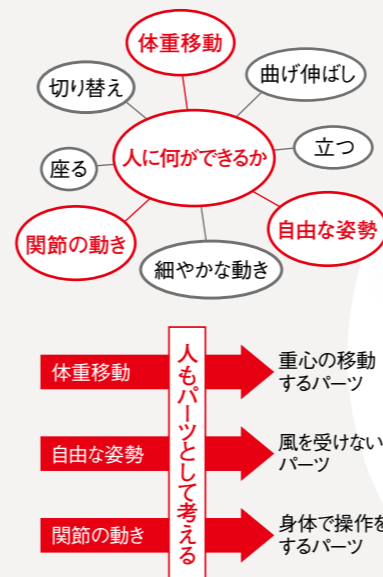 体重移動
切り替え
曲げ伸ばし
人に何ができるか
座る
立つ
関節の動き
自由な姿勢
細やかな動き
人もパーツとして考える
体重移動
重心の移動
するパーツ
自由な姿勢
風を受けない
パーツ
関節の動き
身体で操作を
するパーツ